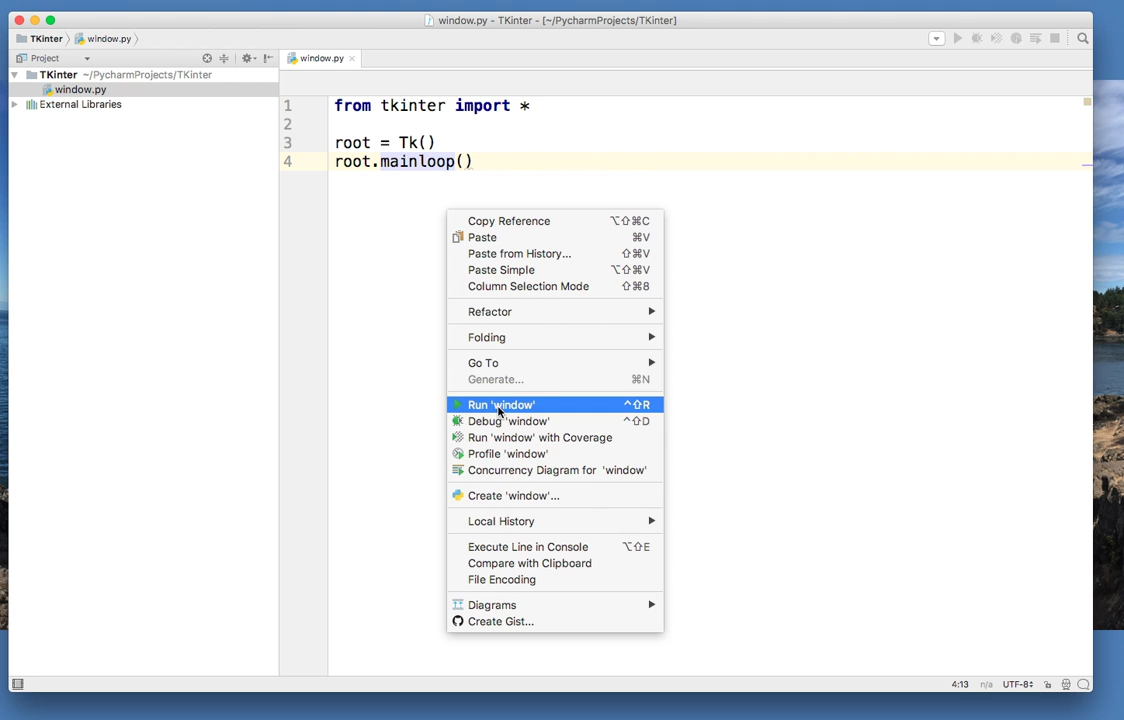 window.py - TKinter - [~/PycharmProjects/TKinter]
TKinter window.py
Project
window.py
TKinter ~/PycharmProjects/TKinter
window.py
External Libraries
1 from tkinter import *
2
3 root = Tk()
4 root.mainloop()
Copy Reference ⌥⇧⌘C
Paste ⌘V
Paste from History... ⇧⌘V
Paste Simple ⌥⇧⌘V
Column Selection Mode ⇧⌘8
Refactor
Folding
Go To
Generate... ⌘N
Run 'window' ^⇧R
Debug 'window' ^⇧D
Run 'window' with Coverage
Profile 'window'
Concurrency Diagram for 'window'
Create 'window'...
Local History
Execute Line in Console ⌥⇧E
Compare with Clipboard
File Encoding
Diagrams
Create Gist...
4:13 n/a UTF-8